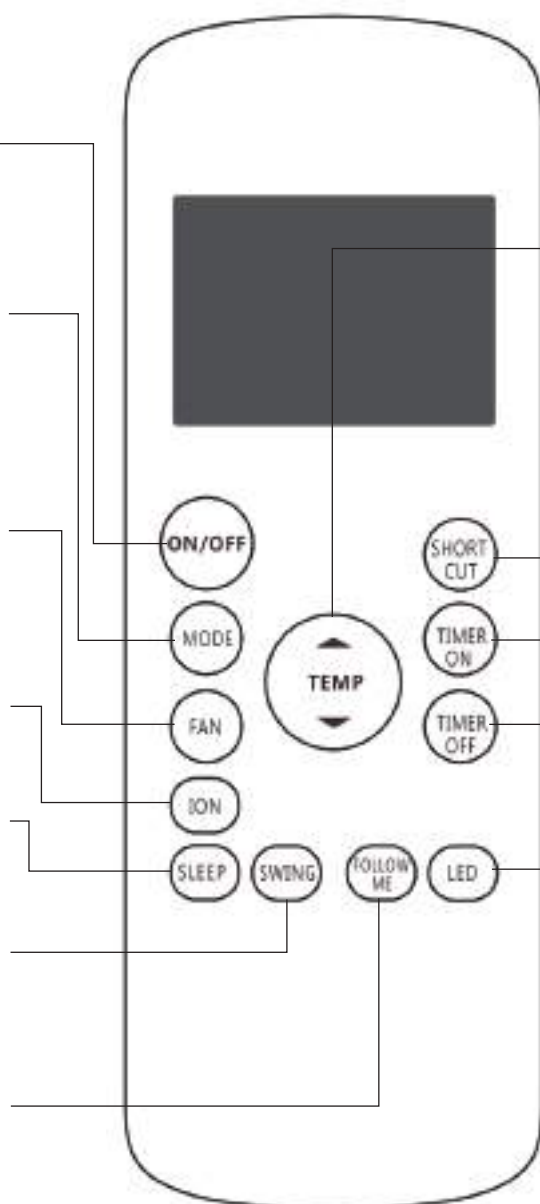 ON/OFF
SHORT
CUT
MODE
TEMP
TIMER
ON
FAN
TIMER
OFF
ION
SLEEP
SWING
FOLLOW
ME
LED